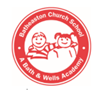 Batheaston Church School
A Bath & Wells Academy